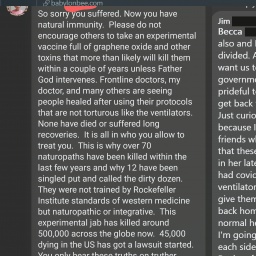 babylonbee.com
So sorry you suffered. Now you have
natural immunity.  Please do not
encourage others to take an experimental
vaccine full of graphene oxide and other
toxins that more than likely will kill them
within a couple of years unless Father
God intervenes. Frontline doctors, my
doctor, and many others are seeing
people healed after using their protocols
that are not torturous like the ventilators.
None have died or suffered long
recoveries.  It is all in who you allow to
treat you.  This is why over 70
naturopaths have been killed within the
last few years and why 12 have been
singled put and called the dirty dozen.
They were not trained by Rockefeller
Institute standards of western medicine
but naturopathic or integrative.  This
experimental jab has killed around
500,000 across the globe now.  45,000
dying in the US has got a lawsuit started.
You only hear these truths on truther
Jim
Becca
also and I
divided. A
want us t
governme
prideful t
get back
Just curio
because I
friends wh
that these
in her late
had covid
ventilator
give them
back hom
normal he
I'm going
each side